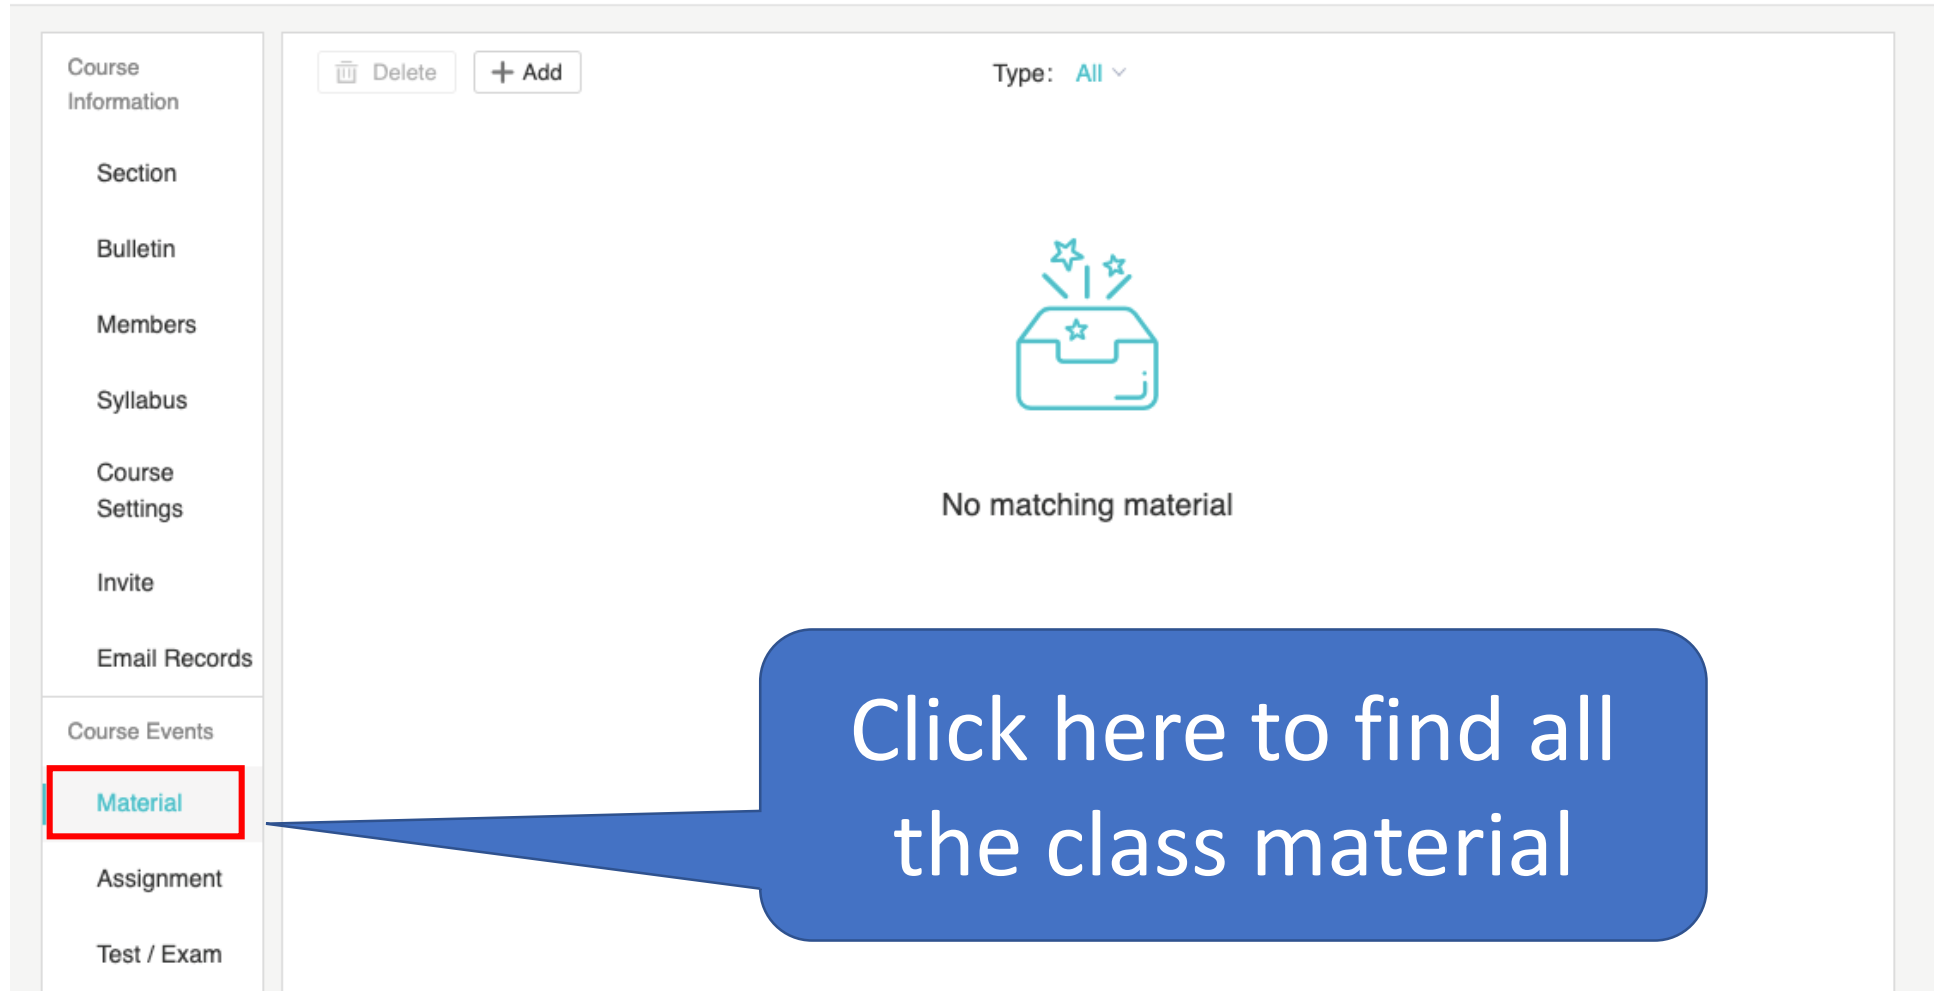 Course
Information
Section
Bulletin
Members
Syllabus
Course
Settings
Invite
Email Records
Course Events
Material
Assignment
Test / Exam
Delete
+ Add
Type: All
No matching material
Click here to find all
the class material